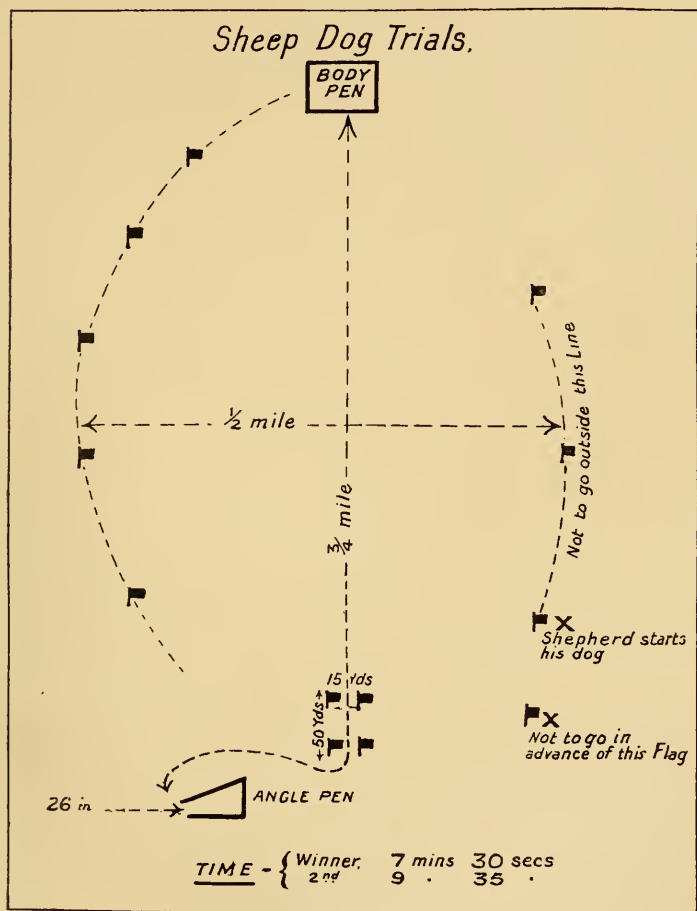 Sheep Dog Trials.
BODY
PEN
½ mile
¾ mile
Not to go outside this Line
Shepherd starts
his dog
15 Yds
50 Yds
Not to go in
advance of this Flag
26 in
ANGLE PEN
TIME - { Winner, 7 mins 30 secs
2nd 9 . 35 .